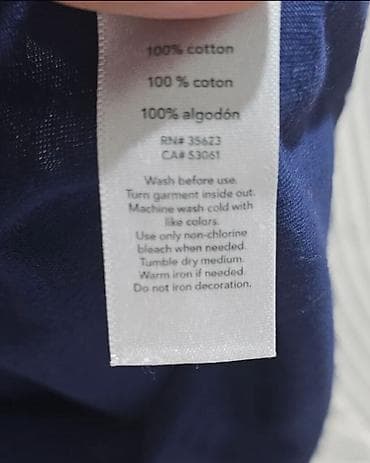 100% cotton
100 % coton
100% algodón
RN# 35623
CA# 53061
Wash before use.
Turn garment inside out.
Machine wash cold with
like colors.
Use only non-chlorine
bleach when needed.
Tumble dry medium.
Warm iron if needed.
Do not iron decoration.